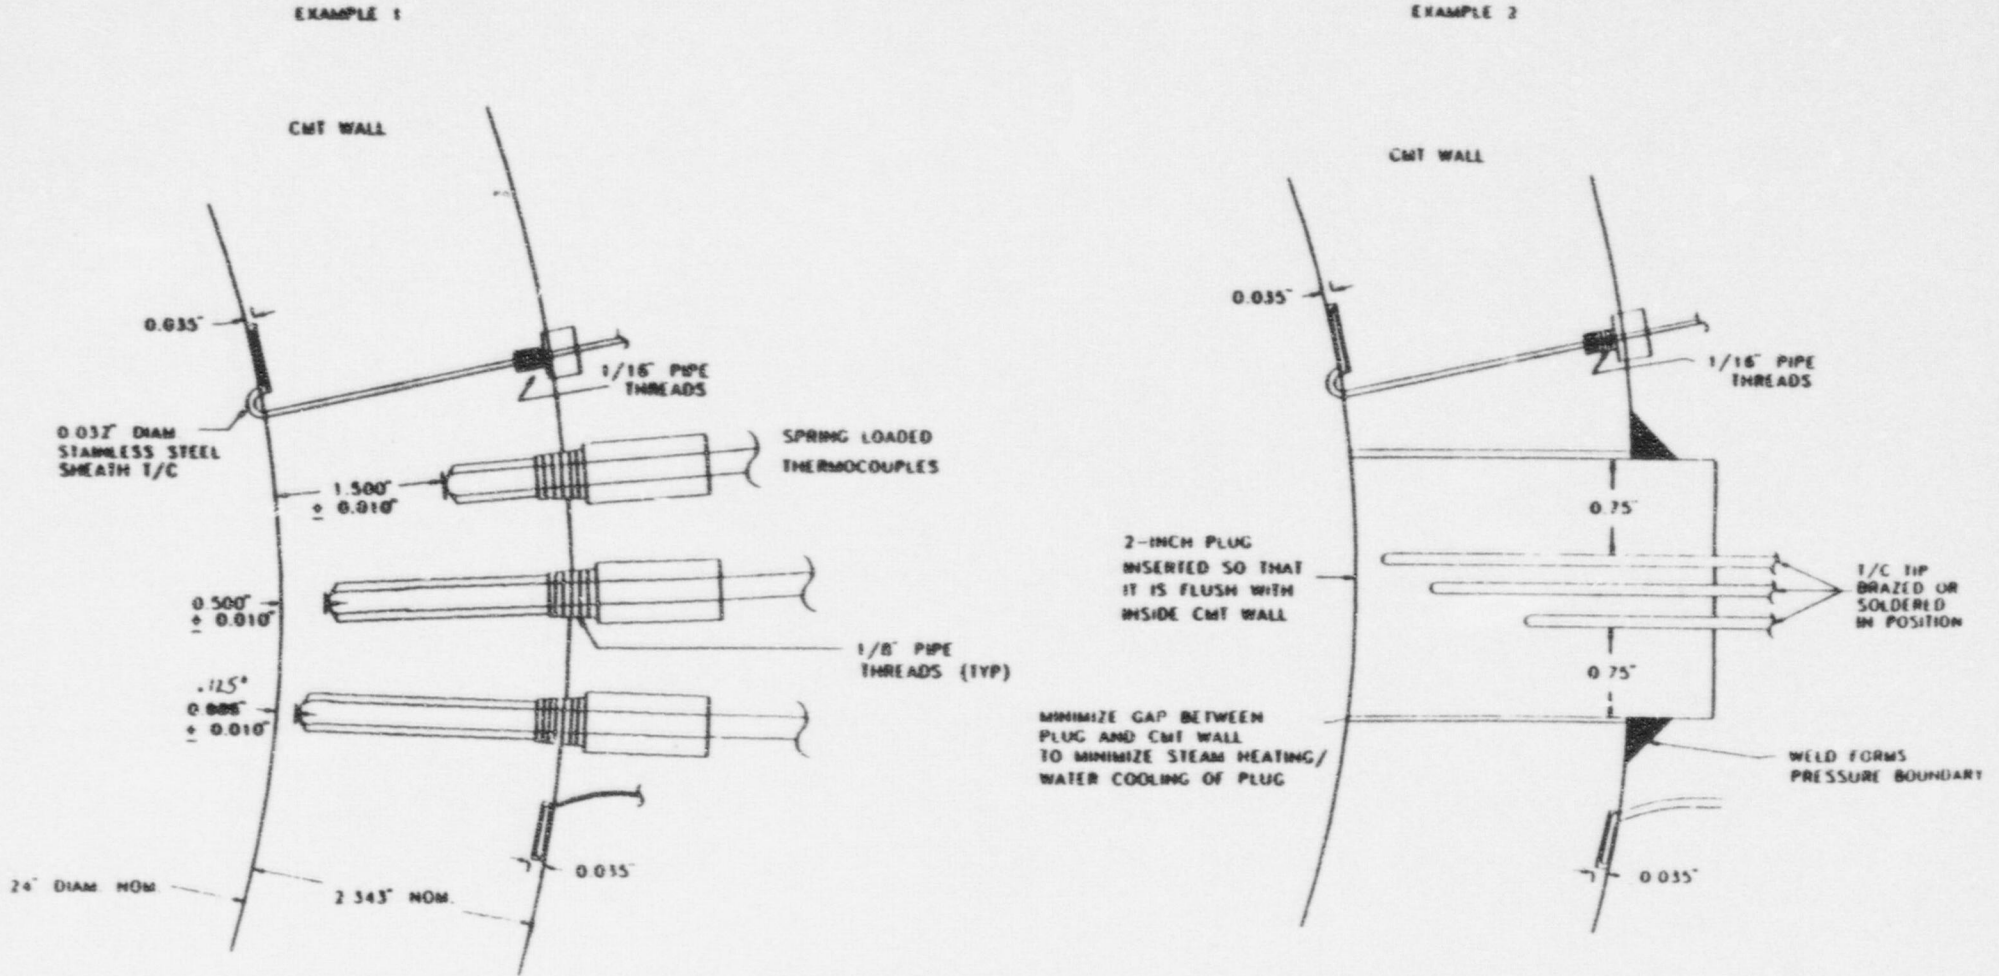 EXAMPLE 1
CMT WALL
0.035"
1/16" PIPE
THREADS
0.032" DIAM
STAINLESS STEEL
SHEATH T/C
SPRING LOADED
THERMOCOUPLES
1.500"
± 0.010"
0.500"
± 0.010"
1/8" PIPE
THREADS (TYP)
.125"
± 0.010"
0.035"
24" DIAM. NOM.
2.343" NOM.
EXAMPLE 2
CMT WALL
0.035"
1/16" PIPE
THREADS
0.75"
2-INCH PLUG
INSERTED SO THAT
IT IS FLUSH WITH
INSIDE CMT WALL
T/C TIP
BRAZED OR
SOLDERED
IN POSITION
0.75"
MINIMIZE GAP BETWEEN
PLUG AND CMT WALL
TO MINIMIZE STEAM HEATING/
WATER COOLING OF PLUG
WELD FORMS
PRESSURE BOUNDARY
0.035"